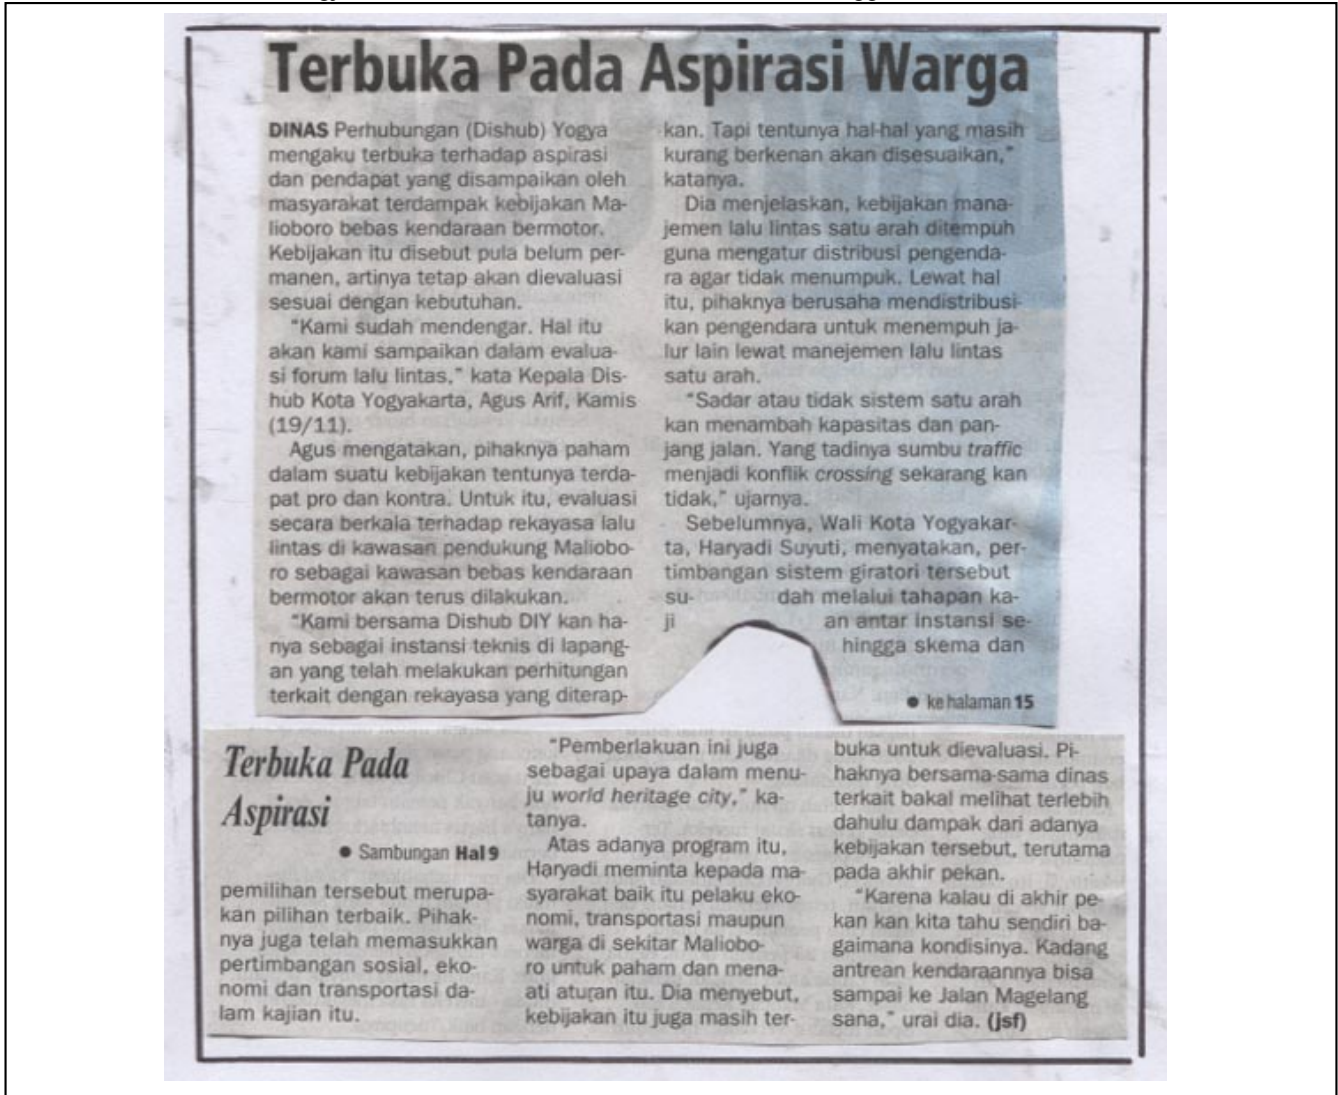 Terbuka Pada Aspirasi Warga
DINAS Perhubungan (Dishub) Yogya
mengaku terbuka terhadap aspirasi
dan pendapat yang disampaikan oleh
masyarakat terdampak kebijakan Ma-
lioboro bebas kendaraan bermotor.
Kebijakan itu disebut pula belum per-
manen, artinya tetap akan dievaluasi
sesuai dengan kebutuhan.
"Kami sudah mendengar. Hal itu
akan kami sampaikan dalam evalua-
si forum lalu lintas," kata Kepala Dis-
hub Kota Yogyakarta, Agus Arif, Kamis
(19/11).
Agus mengatakan, pihaknya paham
dalam suatu kebijakan tentunya terda-
pat pro dan kontra. Untuk itu, evaluasi
secara berkala terhadap rekayasa lalu
lintas di kawasan pendukung Maliobo-
ro sebagai kawasan bebas kendaraan
bermotor akan terus dilakukan.
"Kami bersama Dishub DIY kan ha-
nya sebagai instansi teknis di lapang-
an yang telah melakukan perhitungan
terkait dengan rekayasa yang diterap-
kan. Tapi tentunya hal-hal yang masih
kurang berkenan akan disesuaikan,"
katanya.
Dia menjelaskan, kebijakan mana-
jemen lalu lintas satu arah ditempuh
guna mengatur distribusi pengenda-
ra agar tidak menumpuk. Lewat hal
itu, pihaknya berusaha mendistribusi-
kan pengendara untuk menempuh ja-
lur lain lewat manejemen lalu lintas
satu arah.
"Sadar atau tidak sistem satu arah
kan menambah kapasitas dan pan-
jang jalan. Yang tadinya sumbu traffic
menjadi konflik crossing sekarang kan
tidak," ujarnya.
Sebelumnya, Wali Kota Yogyakar-
ta, Haryadi Suyuti, menyatakan, per-
timbangan sistem giratori tersebut
su- dah melalui tahapan ka-
ji an antar instansi se-
hingga skema dan
● ke halaman 15
Terbuka Pada
Aspirasi
● Sambungan Hal 9
pemilihan tersebut merupa-
kan pilihan terbaik. Pihak-
nya juga telah memasukkan
pertimbangan sosial, eko-
nomi dan transportasi da-
lam kajian itu.
"Pemberlakuan ini juga
sebagai upaya dalam menu-
ju world heritage city," ka-
tanya.
Atas adanya program itu,
Haryadi meminta kepada ma-
syarakat baik itu pelaku eko-
nomi, transportasi maupun
warga di sekitar Maliobo-
ro untuk paham dan mena-
ati aturan itu. Dia menyebut,
kebijakan itu juga masih ter-
buka untuk dievaluasi. Pi-
haknya bersama-sama dinas
terkait bakal melihat terlebih
dahulu dampak dari adanya
kebijakan tersebut, terutama
pada akhir pekan.
"Karena kalau di akhir pe-
kan kan kita tahu sendiri ba-
gaimana kondisinya. Kadang
antrean kendaraannya bisa
sampai ke Jalan Magelang
sana," urai dia. (jsf)